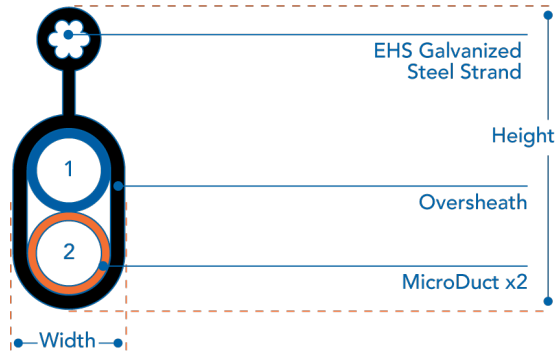 EHS Galvanized
Steel Strand
Height
1
Oversheath
2
MicroDuct x2
Width